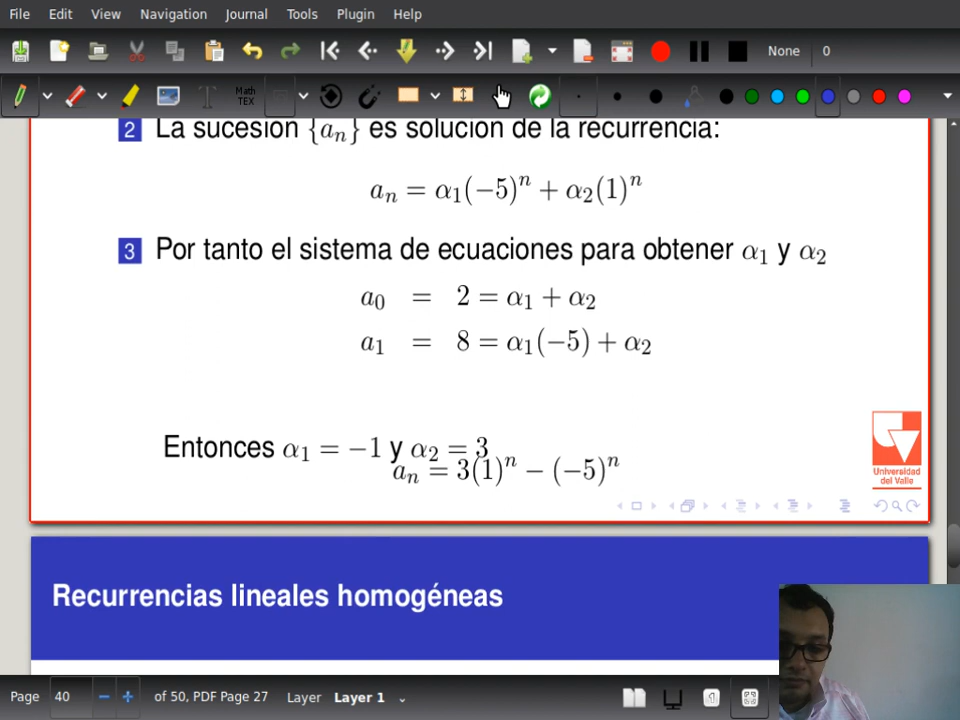 File Edit View Navigation Journal Tools Plugin Help
None 0
Math TEX
2 La sucesión {aₙ} es solución de la recurrencia:
aₙ = α₁(−5)ⁿ + α₂(1)ⁿ
3 Por tanto el sistema de ecuaciones para obtener α₁ y α₂
a₀ = 2 = α₁ + α₂
a₁ = 8 = α₁(−5) + α₂
Entonces α₁ = −1 y α₂ = 3
aₙ = 3(1)ⁿ − (−5)ⁿ
Universidad
del Valle
Recurrencias lineales homogéneas
Page 40 of 50, PDF Page 27 Layer Layer 1